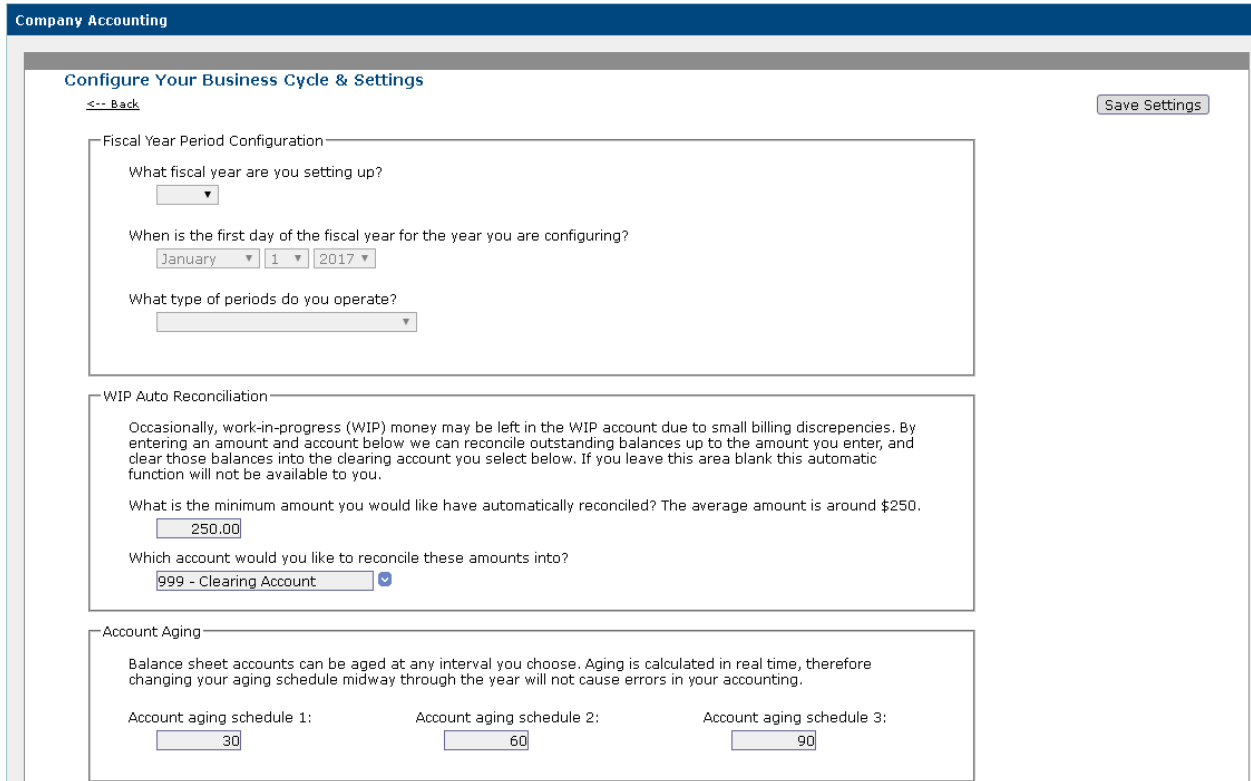 Company Accounting
Configure Your Business Cycle & Settings
<-- Back
Save Settings
Fiscal Year Period Configuration
What fiscal year are you setting up?
When is the first day of the fiscal year for the year you are configuring?
January 1 2017
What type of periods do you operate?
WIP Auto Reconciliation
Occasionally, work-in-progress (WIP) money may be left in the WIP account due to small billing discrepencies. By
entering an amount and account below we can reconcile outstanding balances up to the amount you enter, and
clear those balances into the clearing account you select below. If you leave this area blank this automatic
function will not be available to you.
What is the minimum amount you would like have automatically reconciled? The average amount is around $250.
250.00
Which account would you like to reconcile these amounts into?
999 - Clearing Account
Account Aging
Balance sheet accounts can be aged at any interval you choose. Aging is calculated in real time, therefore
changing your aging schedule midway through the year will not cause errors in your accounting.
Account aging schedule 1: Account aging schedule 2: Account aging schedule 3:
30 60 90